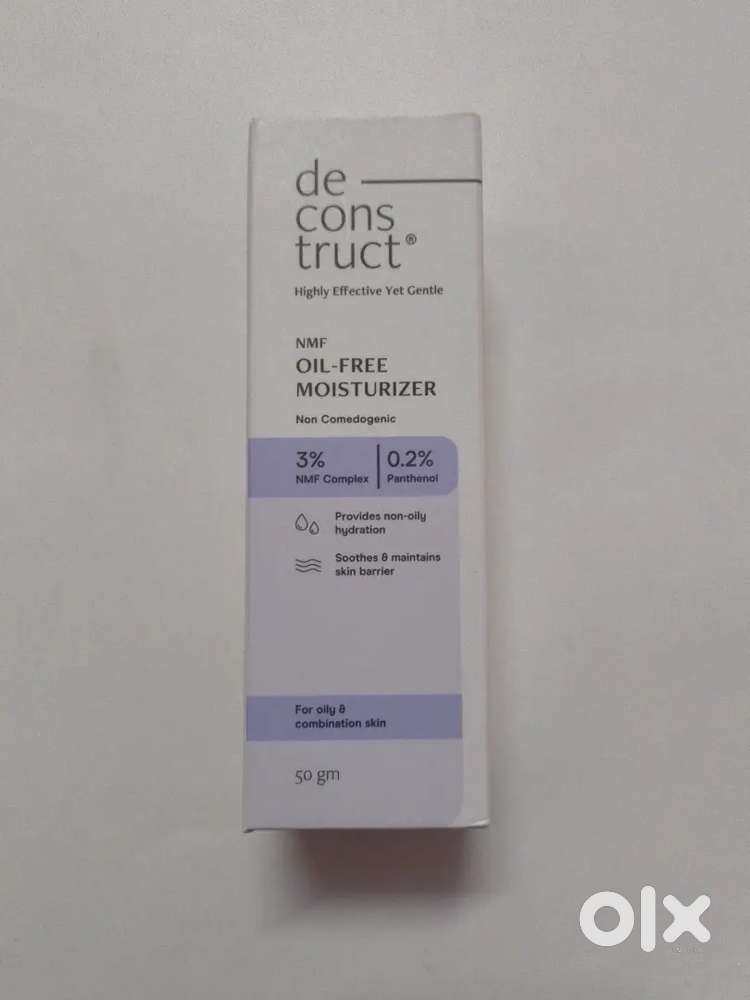 de
cons
truct®
Highly Effective Yet Gentle
NMF
OIL-FREE
MOISTURIZER
Non Comedogenic
3%
NMF Complex
0.2%
Panthenol
Provides non-oily
hydration
Soothes & maintains
skin barrier
For oily &
combination skin
50 gm
olx